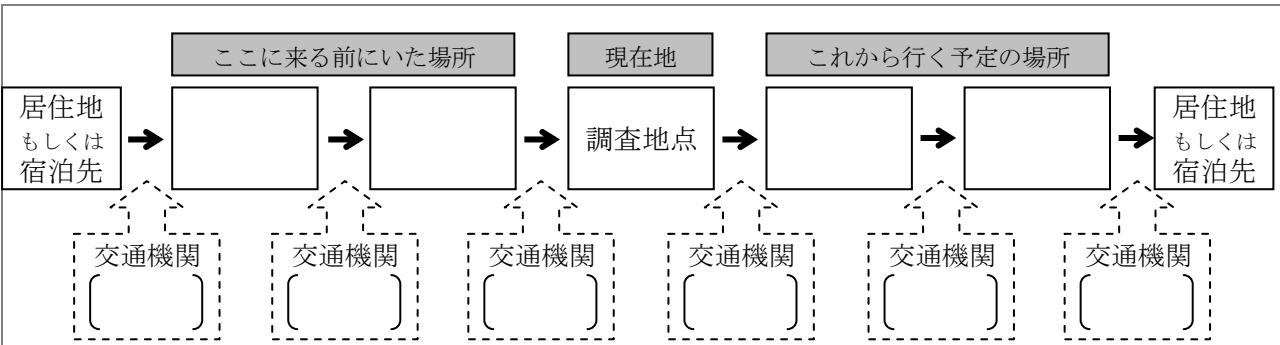 ここに来る前にいた場所
現在地
これから行く予定の場所
居住地
もしくは
宿泊先
調査地点
居住地
もしくは
宿泊先
交通機関
交通機関
交通機関
交通機関
交通機関
交通機関